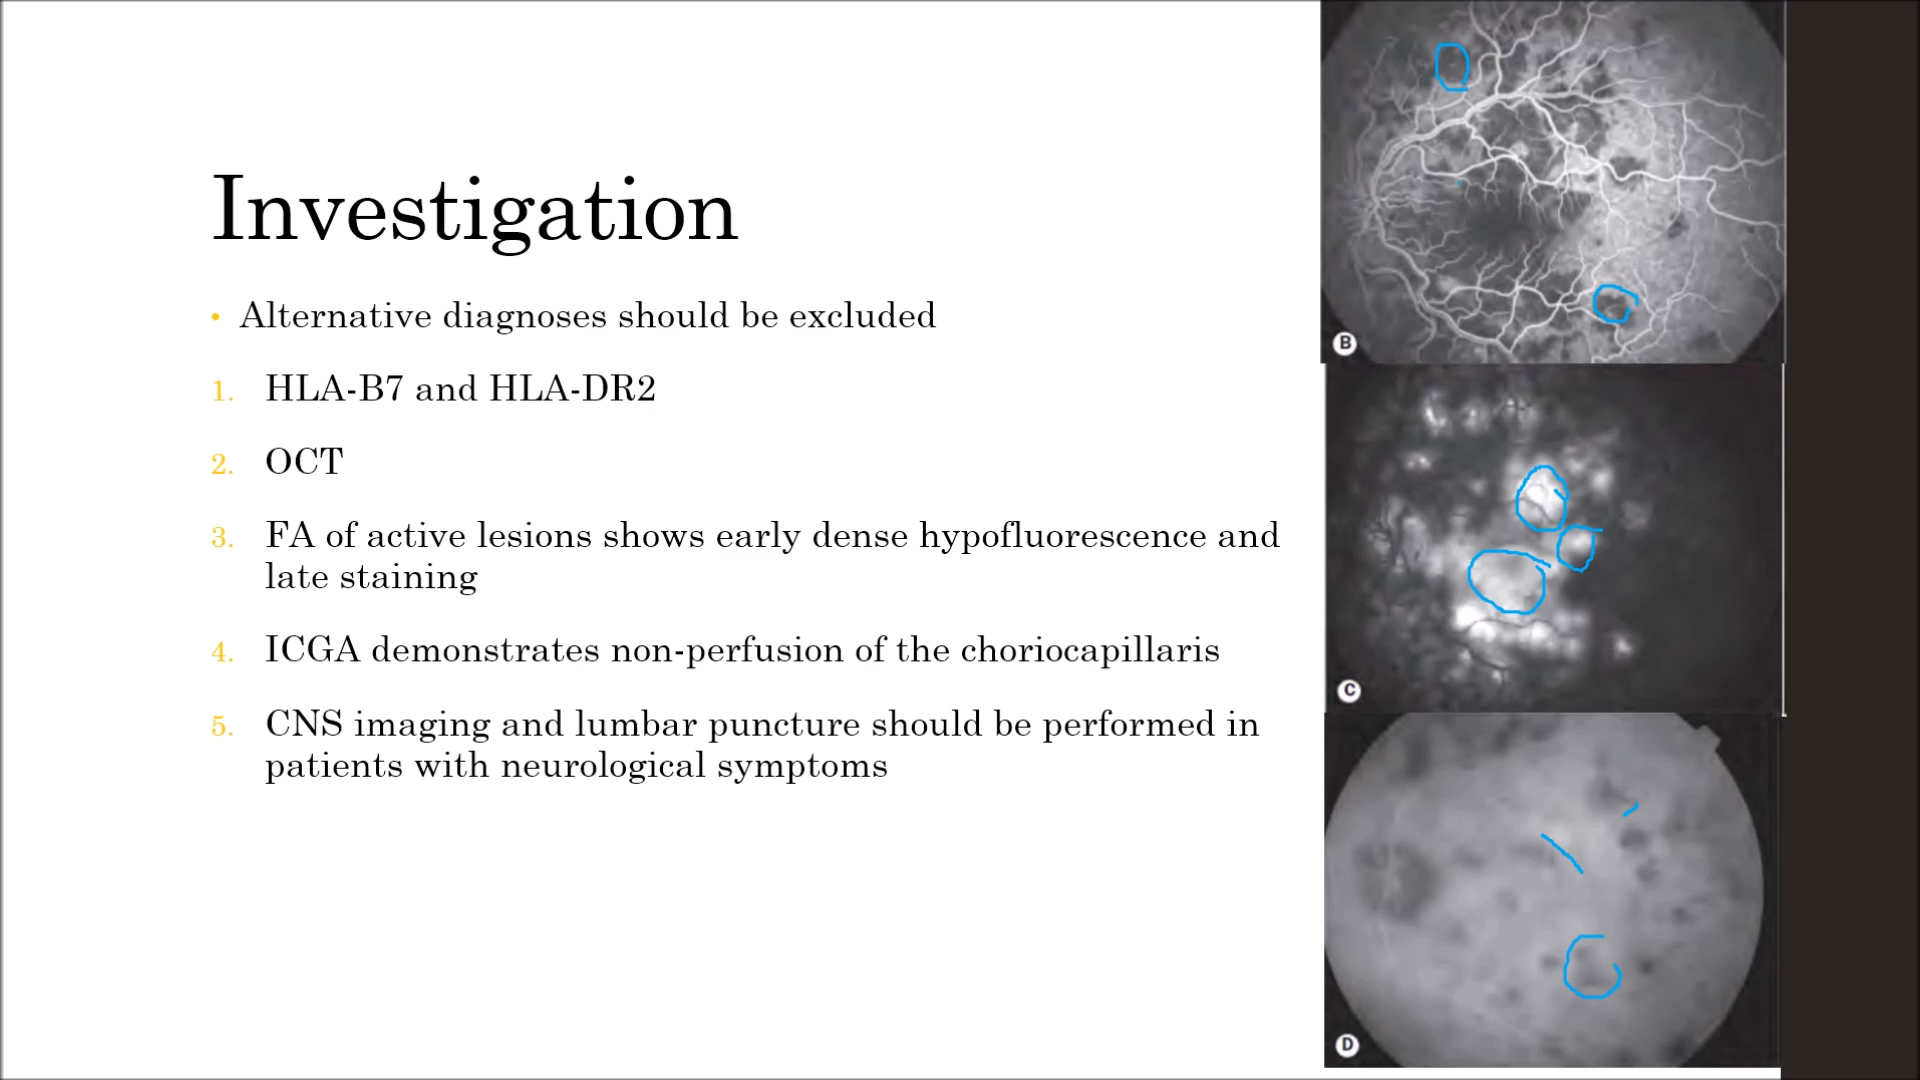 Investigation
• Alternative diagnoses should be excluded
1. HLA-B7 and HLA-DR2
2. OCT
3. FA of active lesions shows early dense hypofluorescence and
late staining
4. ICGA demonstrates non-perfusion of the choriocapillaris
5. CNS imaging and lumbar puncture should be performed in
patients with neurological symptoms
B
C
D